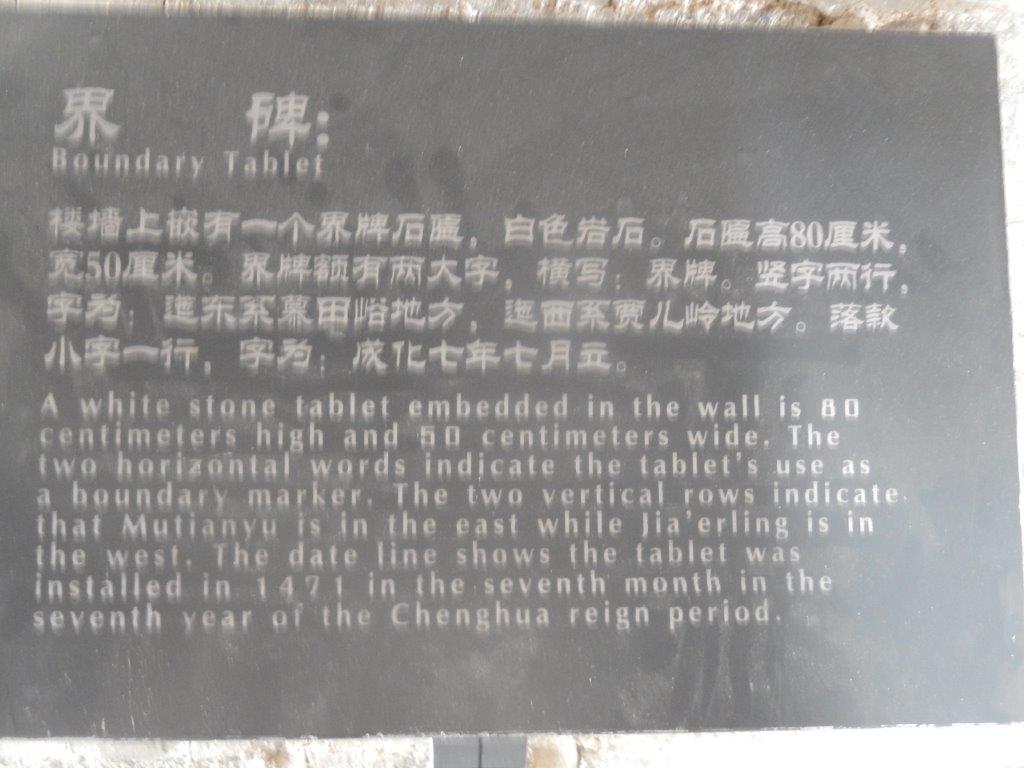 界 碑:
Boundary Tablet
楼墙上嵌有一个界牌石匾，白色岩石。石匾高80厘米，
宽50厘米。界牌额有两大字，横写：界牌。竖字两行，
字为：迤东系慕田峪地方，迤西系贾儿岭地方。落款
小字一行，字为：成化七年七月立。
A white stone tablet embedded in the wall is 80
centimeters high and 50 centimeters wide. The
two horizontal words indicate the tablet's use as
a boundary marker. The two vertical rows indicate
that Mutianyu is in the east while Jia'erling is in
the west. The date line shows the tablet was
installed in 1471 in the seventh month in the
seventh year of the Chenghua reign period.